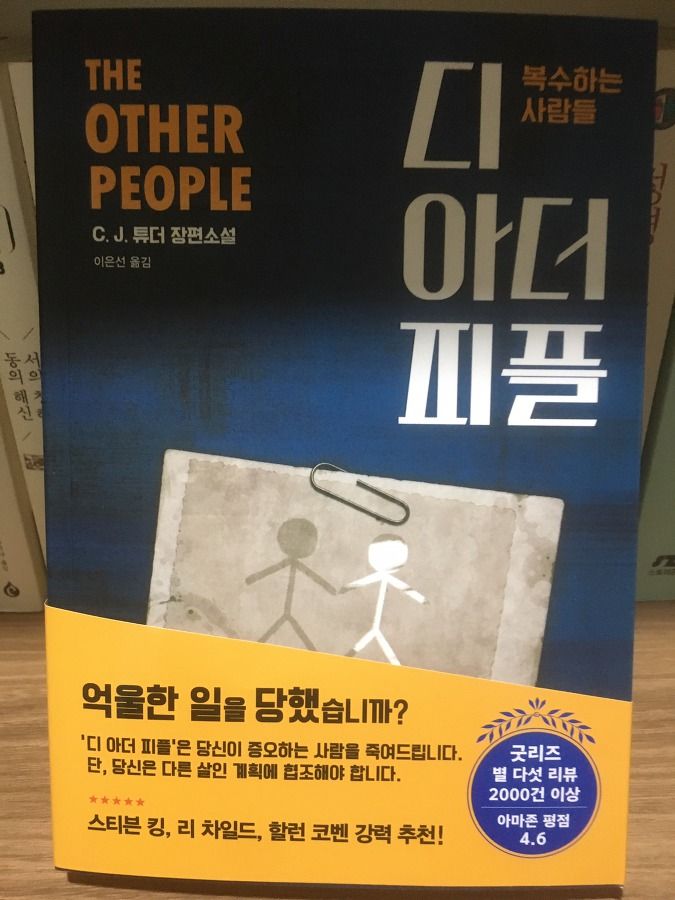 THE
OTHER
PEOPLE
C. J. 튜더 장편소설
이은선 옮김
디
아더
피플
복수하는
사람들
억울한 일을 당했습니까?
'디 아더 피플'은 당신이 증오하는 사람을 죽여드립니다.
단, 당신은 다른 살인 계획에 협조해야 합니다.
★★★★★
스티븐 킹, 리 차일드, 할런 코벤 강력 추천!
굿리즈
별 다섯 리뷰
2000건 이상
아마존 평점
4.6